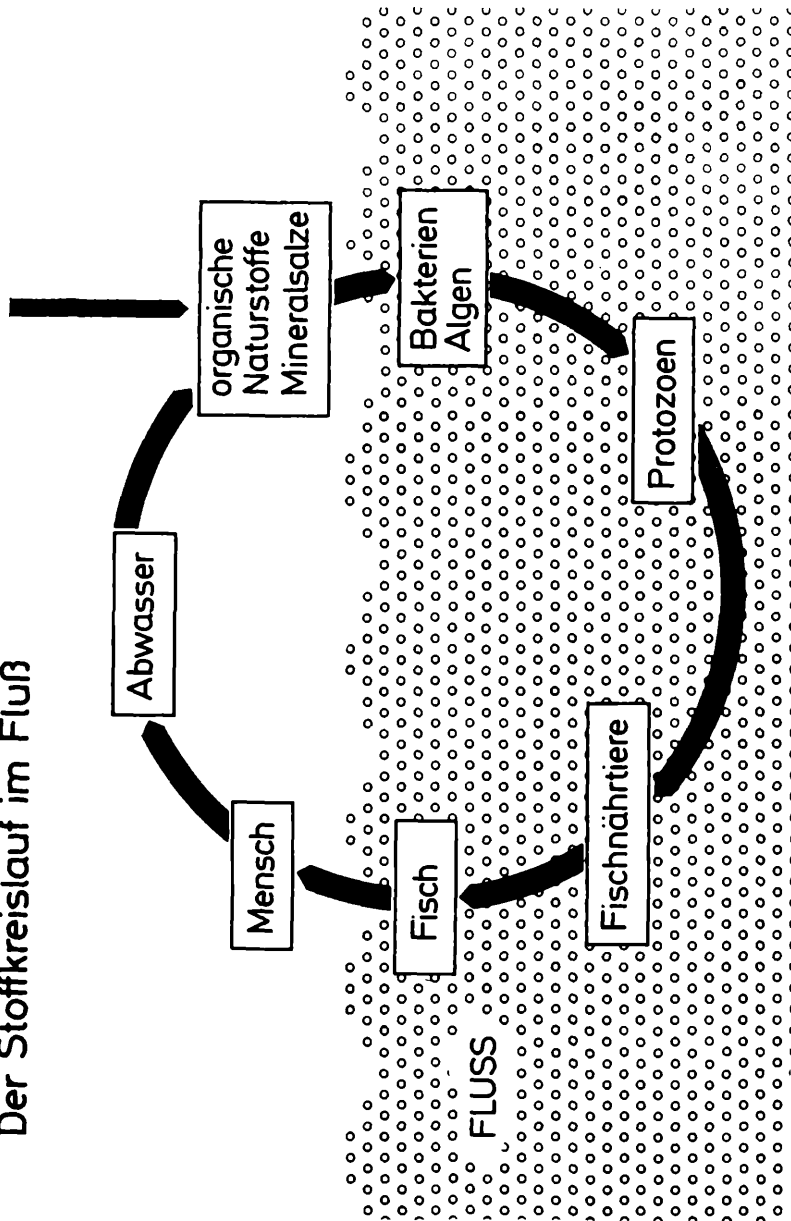 Der Stoffkreislauf im Fluß
Abwasser
organische
Naturstoffe
Mineralsalze
Mensch
Bakterien
Algen
Fisch
FLUSS
Protozoen
Fischnährtiere